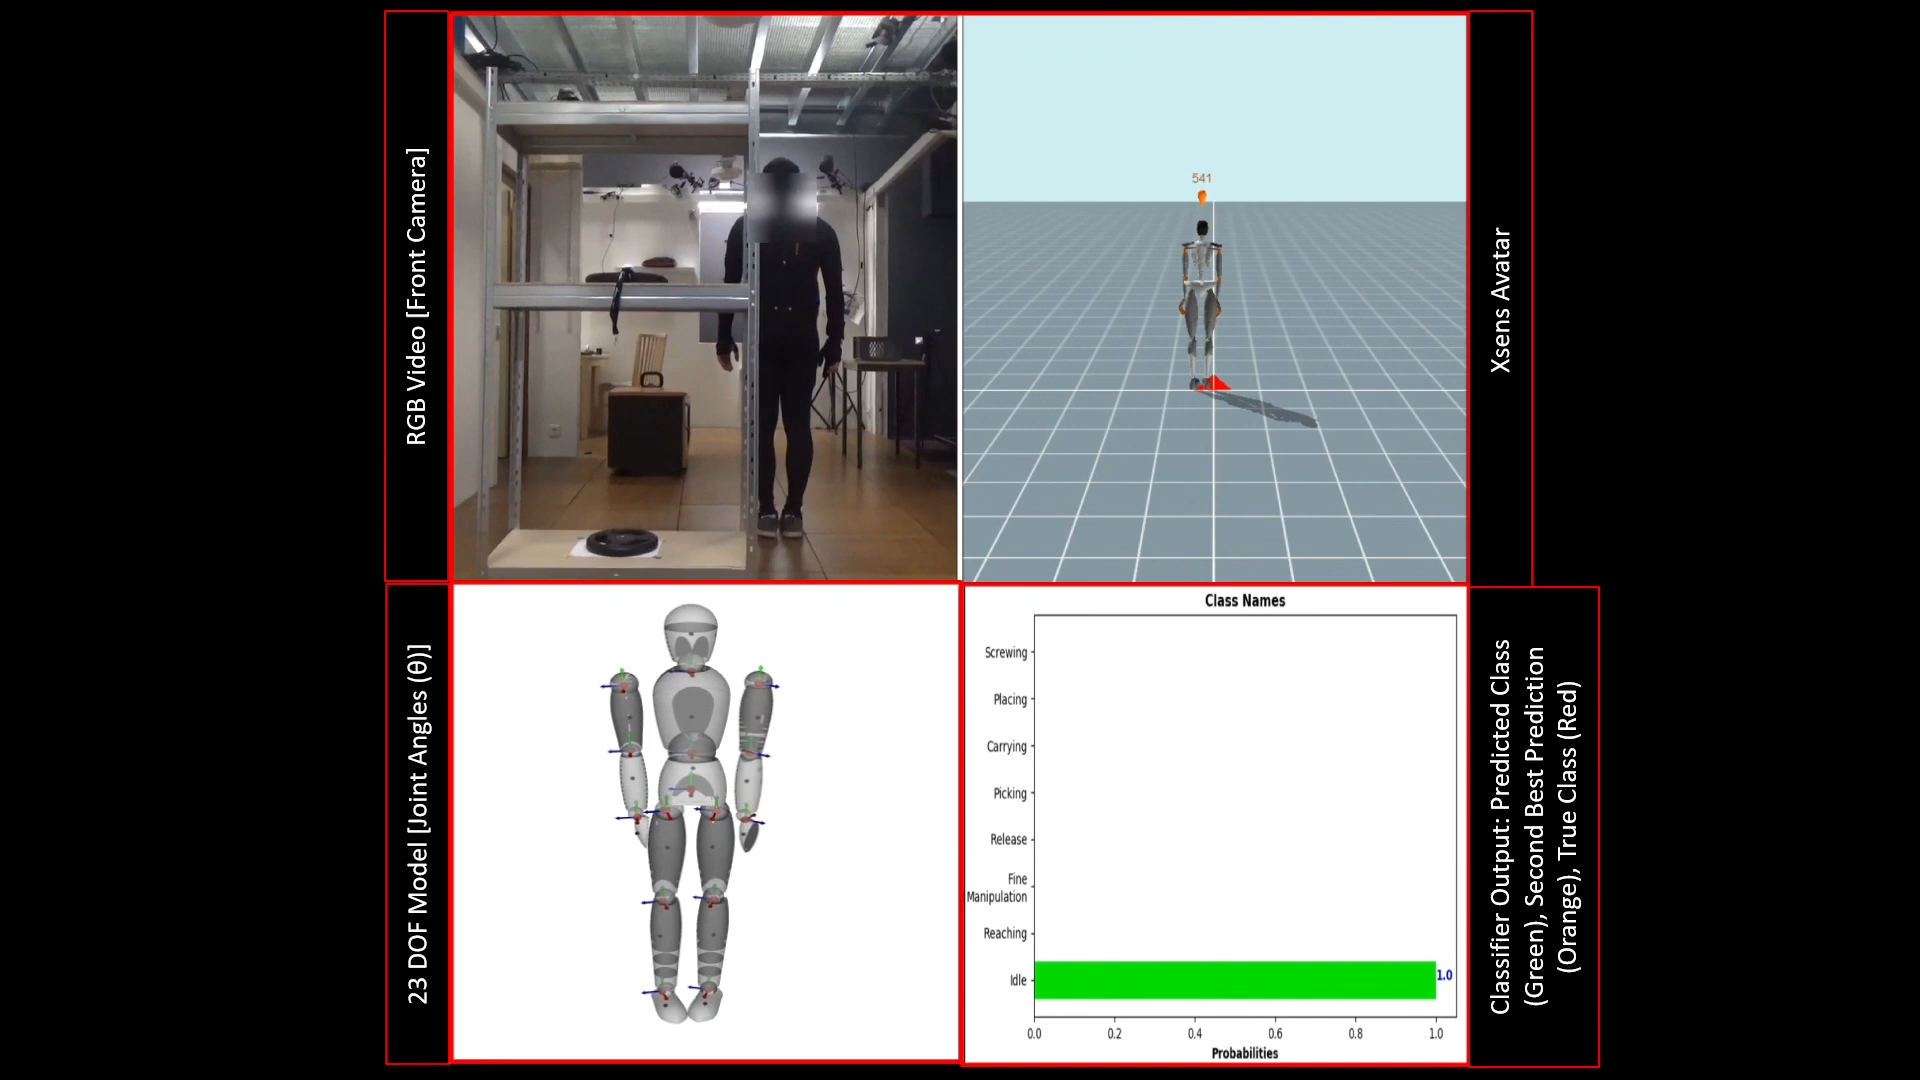 RGB Video [Front Camera]
541
Xsens Avatar
23 DOF Model [Joint Angles (θ)]
Class Names
Screwing
Placing
Carrying
Picking
Release
Fine
Manipulation
Reaching
Idle
1.0
0.0 0.2 0.4 0.6 0.8 1.0
Probabilities
Classifier Output: Predicted Class
(Green), Second Best Prediction
(Orange), True Class (Red)